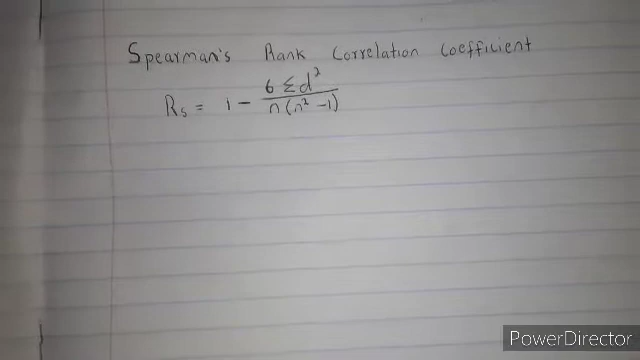 Spearman's Rank Correlation Coefficient
Rs = 1 - 6 Σd² / n(n² - 1)
PowerDirector